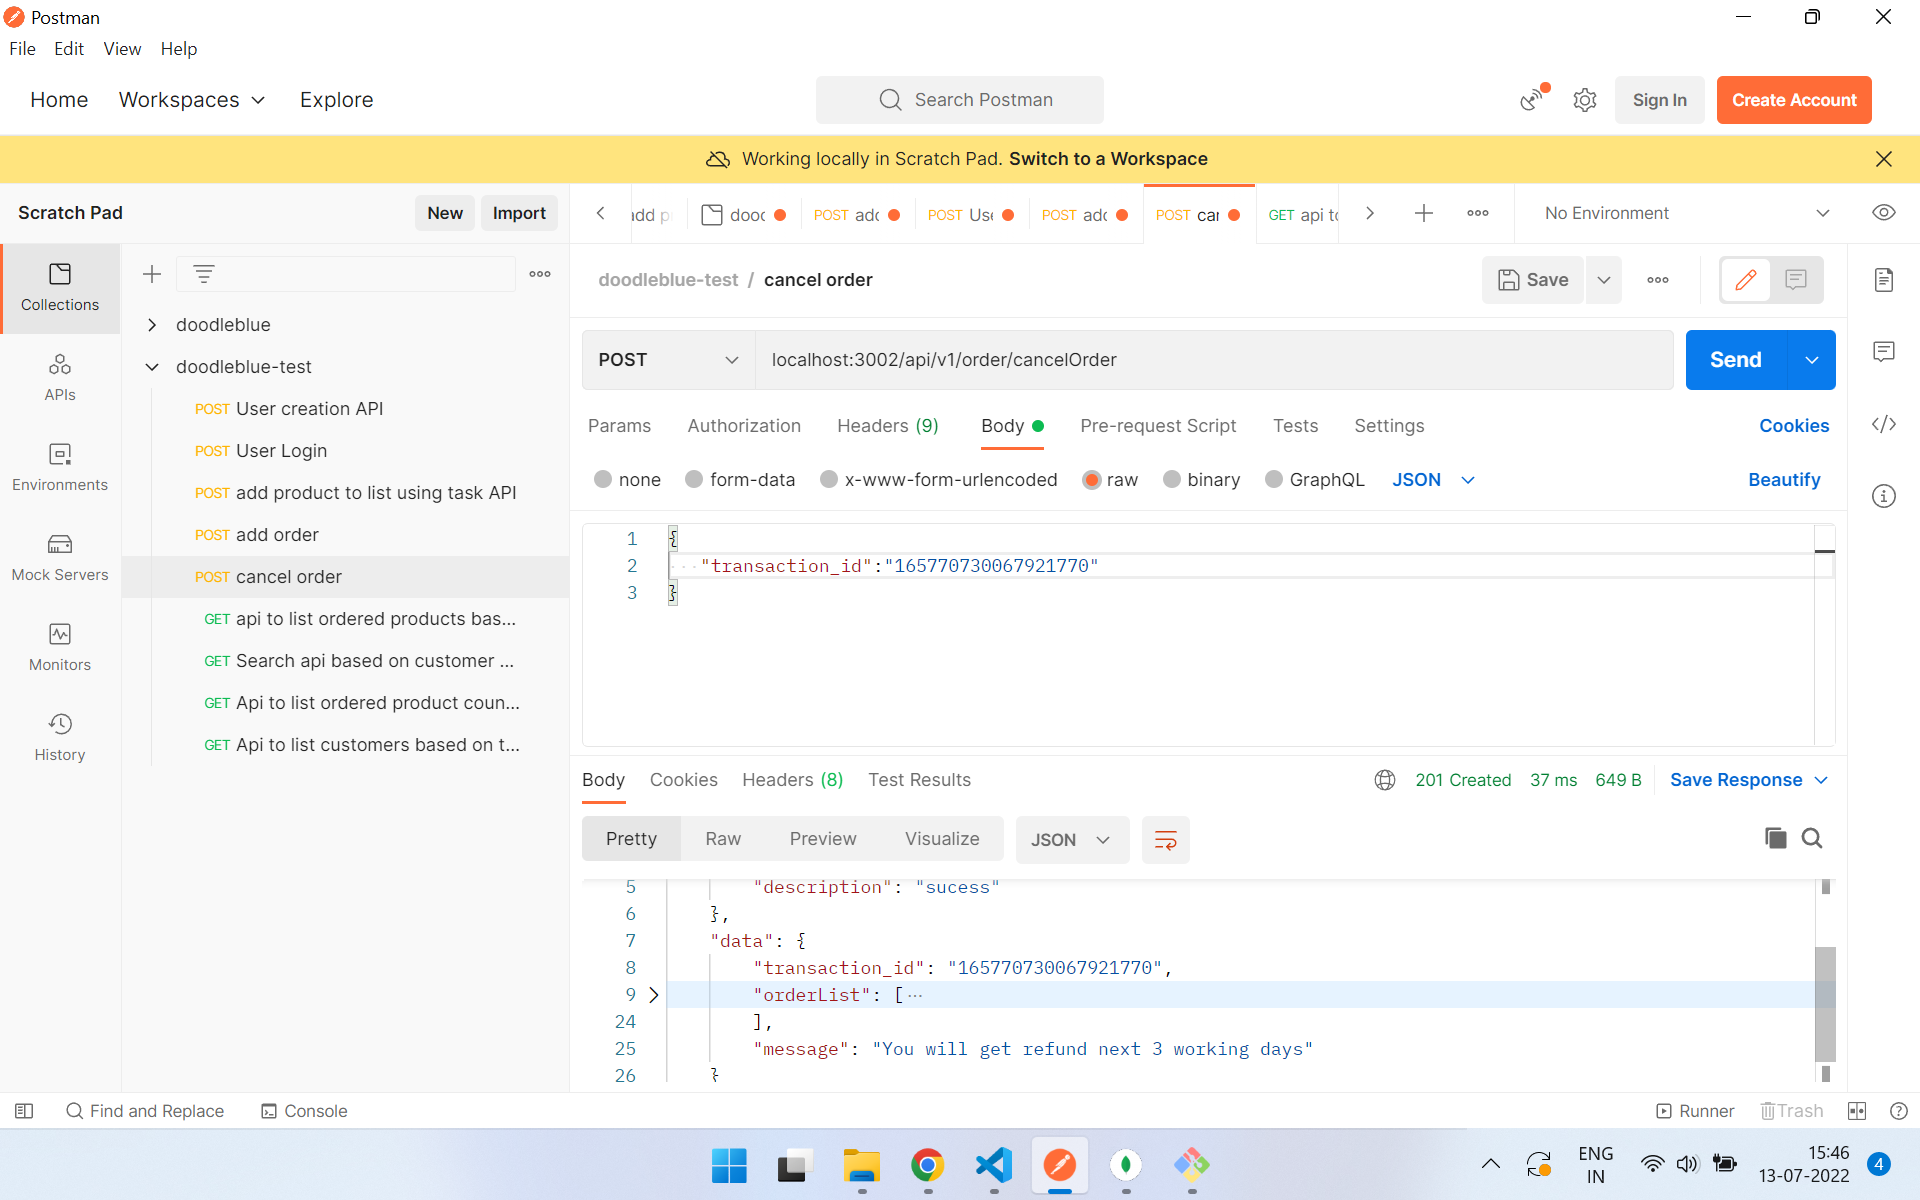 Postman
File Edit View Help
Home Workspaces Explore Search Postman Sign In Create Account
Working locally in Scratch Pad. Switch to a Workspace
Scratch Pad New Import
add p dooc POST adc POST Use POST adc POST car GET api to No Environment
Collections
APIs
Environments
Mock Servers
Monitors
History
doodleblue
doodleblue-test
POST User creation API
POST User Login
POST add product to list using task API
POST add order
POST cancel order
GET api to list ordered products bas...
GET Search api based on customer ...
GET Api to list ordered product coun...
GET Api to list customers based on t...
doodleblue-test / cancel order Save
POST localhost:3002/api/v1/order/cancelOrder Send
Params Authorization Headers (9) Body Pre-request Script Tests Settings Cookies
none form-data x-www-form-urlencoded raw binary GraphQL JSON Beautify
1 {
2 "transaction_id":"165770730067921770"
3 }
Body Cookies Headers (8) Test Results 201 Created 37 ms 649 B Save Response
Pretty Raw Preview Visualize JSON
5 "description": "sucess"
6 },
7 "data": {
8 "transaction_id": "165770730067921770",
9 "orderList": [...
24 ],
25 "message": "You will get refund next 3 working days"
26 }
Find and Replace Console Runner Trash
ENG
IN
15:46
13-07-2022
4